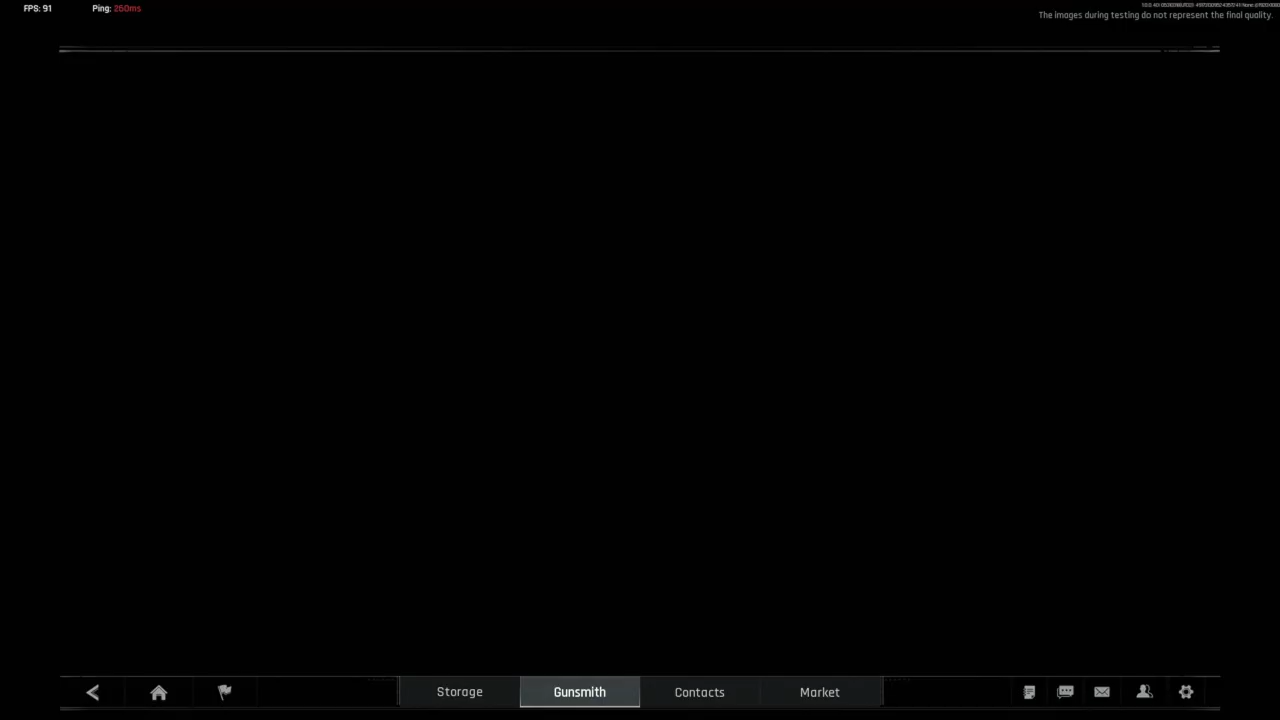 FPS: 91 Ping: 260ms
The images during testing do not represent the final quality.
Storage Gunsmith Contacts Market